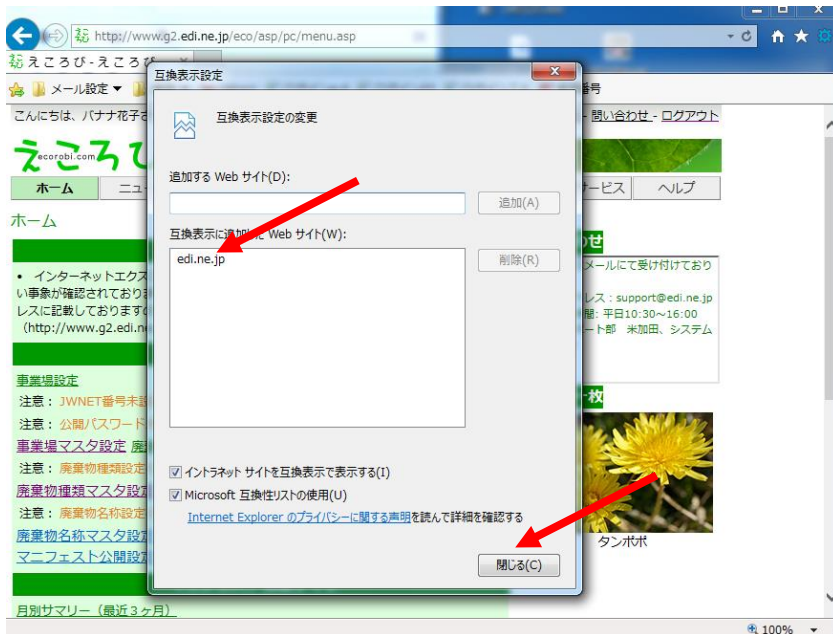 http://www.g2.edi.ne.jp/eco/asp/pc/menu.asp
えころび - えころび
メール設定▼
番号
こんにちは、バナナ花子さ
- 問い合わせ - ログアウト
えころ
ecorobi.com
ホーム
ニュ
ービス
ヘルプ
ホーム
互換表示設定
互換表示設定の変更
追加する Web サイト(D):
追加(A)
互換表示に追加した Web サイト(W):
edi.ne.jp
削除(R)
イントラネット サイトを互換表示で表示する(I)
Microsoft 互換性リストの使用(U)
Internet Explorer のプライバシーに関する声明を読んで詳細を確認する
閉じる(C)
• インターネットエクス
い事象が確認されており
レスに記載しております
(http://www.g2.edi.n
事業場設定
注意： JWNET番号未設
注意： 公開パスワード
事業場マスタ設定
注意： 廃棄物種類設定
廃棄物種類マスタ設定
注意： 廃棄物名称設定
廃棄物名称マスタ設定
マニフェスト公開設定
月別サマリー（最近3ヶ月）
わせ
メールにて受け付けており
レス：support@edi.ne.jp
間: 平日10:30～16:00
ート部　米加田、システム
枚
タンポポ
100%